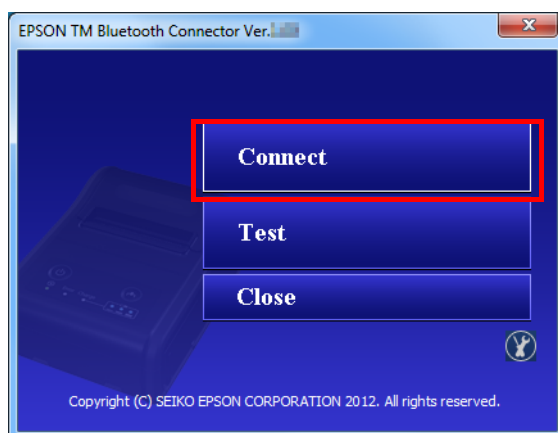 EPSON TM Bluetooth Connector Ver.
Connect
Test
Close
Copyright (C) SEIKO EPSON CORPORATION 2012. All rights reserved.